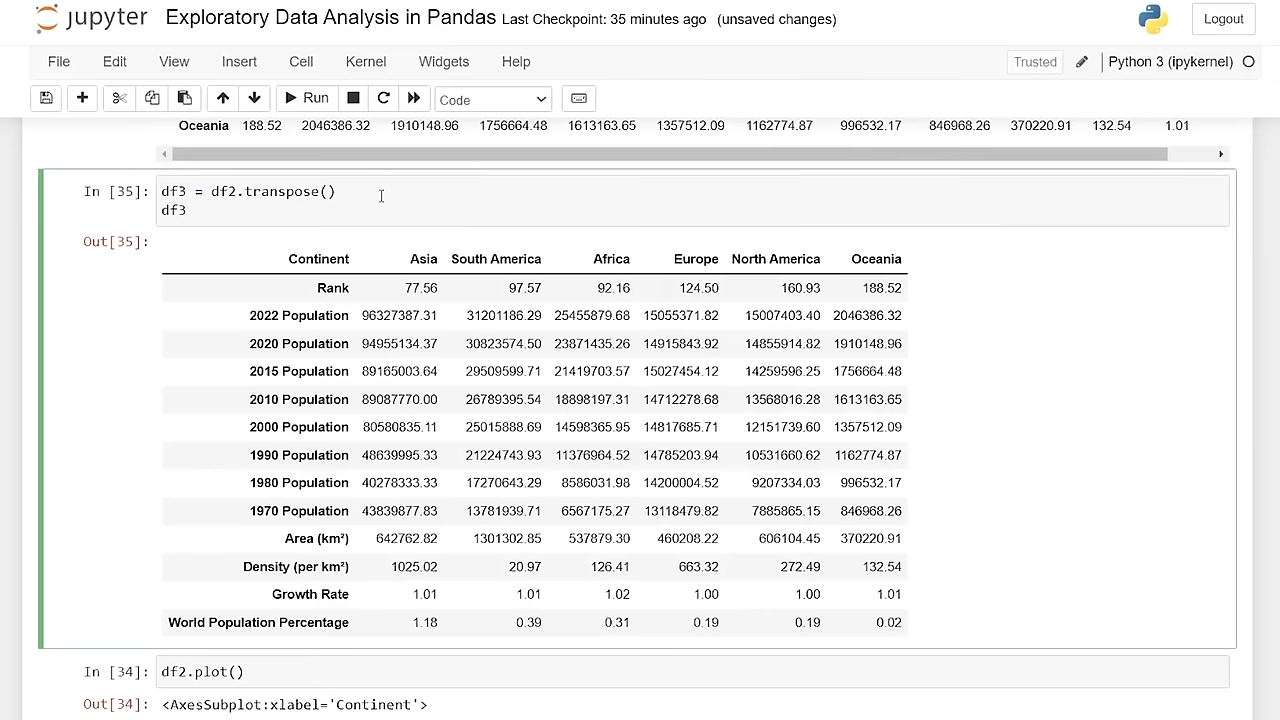 jupyter Exploratory Data Analysis in Pandas Last Checkpoint: 35 minutes ago (unsaved changes) Logout
File Edit View Insert Cell Kernel Widgets Help Trusted Python 3 (ipykernel)
Run Code
Oceania 188.52 2046386.32 1910148.96 1756664.48 1613163.65 1357512.09 1162774.87 996532.17 846968.26 370220.91 132.54 1.01
In [35]: df3 = df2.transpose()
df3
Out[35]:
Continent Asia South America Africa Europe North America Oceania
Rank 77.56 97.57 92.16 124.50 160.93 188.52
2022 Population 96327387.31 31201186.29 25455879.68 15055371.82 15007403.40 2046386.32
2020 Population 94955134.37 30823574.50 23871435.26 14915843.92 14855914.82 1910148.96
2015 Population 89165003.64 29509599.71 21419703.57 15027454.12 14259596.25 1756664.48
2010 Population 89087770.00 26789395.54 18898197.31 14712278.68 13568016.28 1613163.65
2000 Population 80580835.11 25015888.69 14598365.95 14817685.71 12151739.60 1357512.09
1990 Population 48639995.33 21224743.93 11376964.52 14785203.94 10531660.62 1162774.87
1980 Population 40278333.33 17270643.29 8586031.98 14200004.52 9207334.03 996532.17
1970 Population 43839877.83 13781939.71 6567175.27 13118479.82 7885865.15 846968.26
Area (km²) 642762.82 1301302.85 537879.30 460208.22 606104.45 370220.91
Density (per km²) 1025.02 20.97 126.41 663.32 272.49 132.54
Growth Rate 1.01 1.01 1.02 1.00 1.00 1.01
World Population Percentage 1.18 0.39 0.31 0.19 0.19 0.02
In [34]: df2.plot()
Out[34]: <AxesSubplot:xlabel='Continent'>